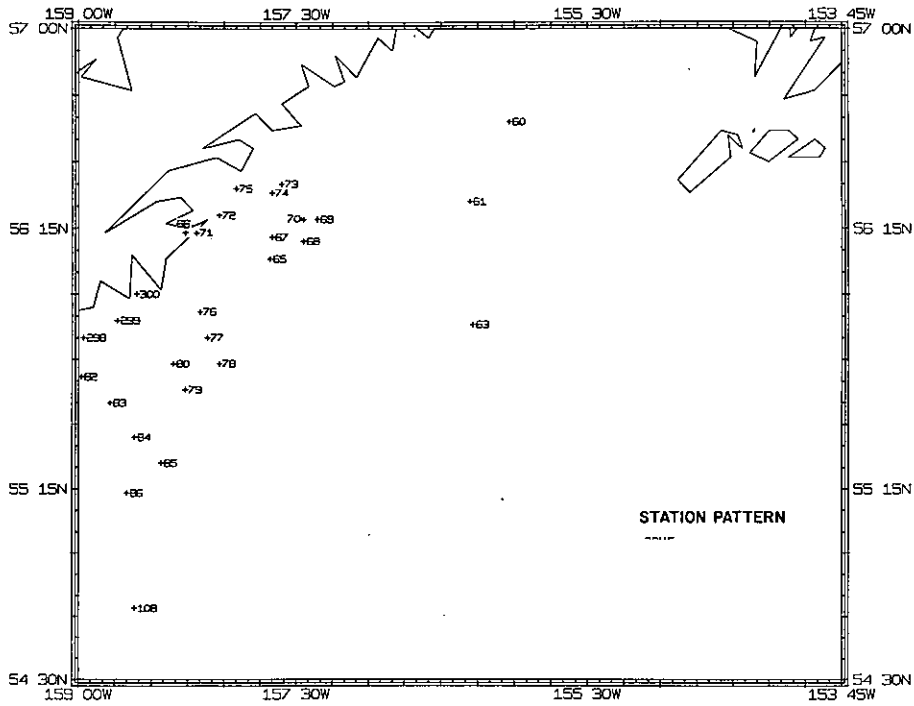 159 00W 157 30W 155 30W 153 45W
57 00N 57 00N
+60
+75 +73
+74
+61
+72 70+ +69
66
56 15N +71 +67 56 15N
+68
+65
+300
+76
+299
+63
+298 +77
+80 +78
+82
+79
+83
+84
+85
55 15N +86 55 15N
STATION PATTERN
+108
54 30N 54 30N
159 00W 157 30W 155 30W 153 45W